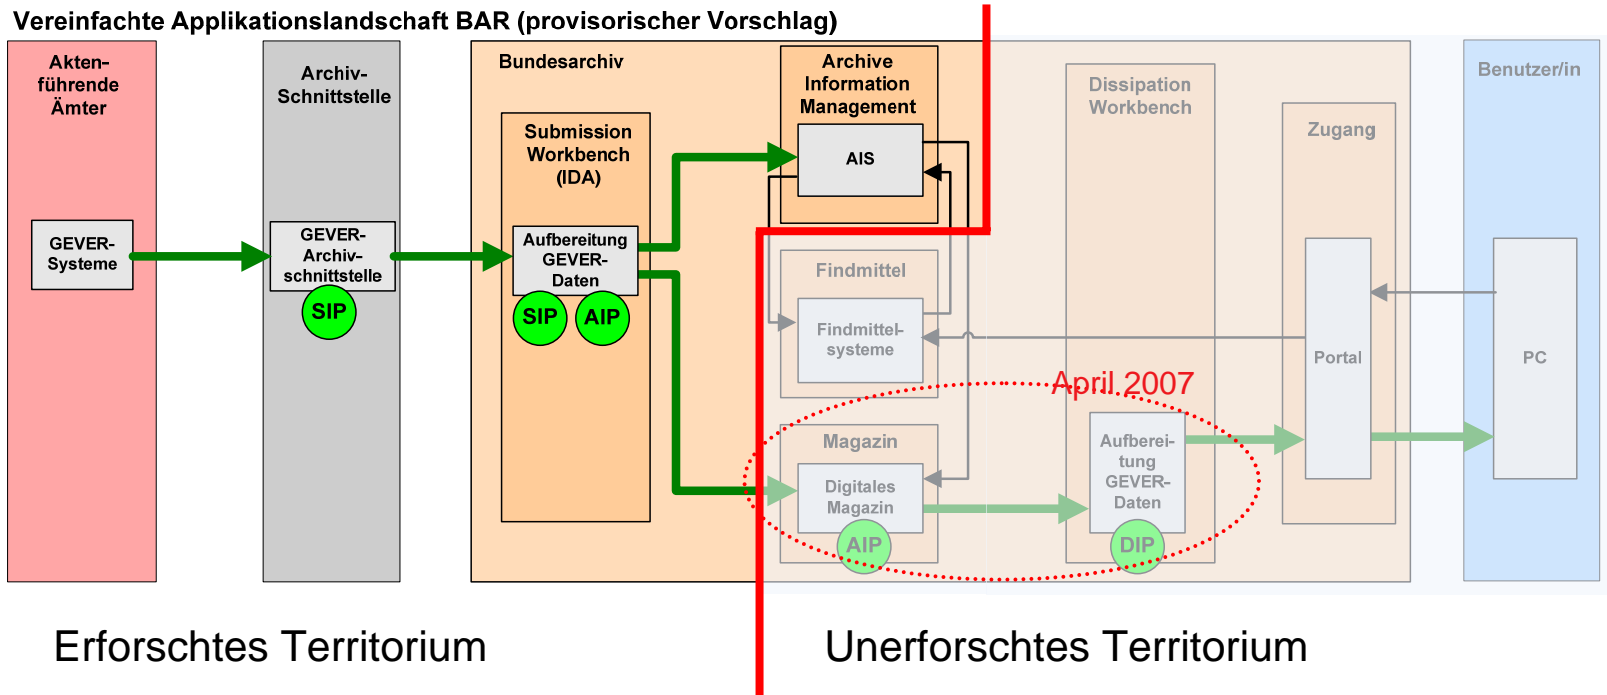 Vereinfachte Applikationslandschaft BAR (provisorischer Vorschlag)
Akten-
führende
Ämter
GEVER-
Systeme
Archiv-
Schnittstelle
GEVER-
Archiv-
schnittstelle
SIP
Bundesarchiv
Submission
Workbench
(IDA)
Aufbereitung
GEVER-
Daten
SIP
AIP
Archive
Information
Management
AIS
Findmittel
Findmittel-
systeme
Magazin
Digitales
Magazin
AIP
Dissipation
Workbench
April 2007
Aufberei-
tung
GEVER-
Daten
DIP
Zugang
Portal
Benutzer/in
PC
Erforschtes Territorium
Unerforschtes Territorium